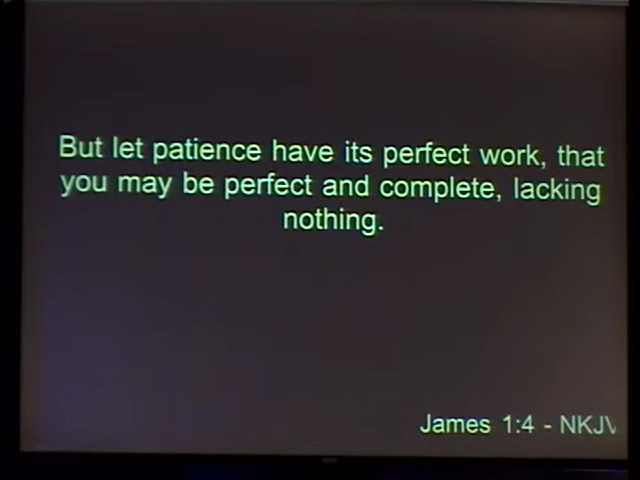 But let patience have its perfect work, that
you may be perfect and complete, lacking
nothing.
James 1:4 - NKJV